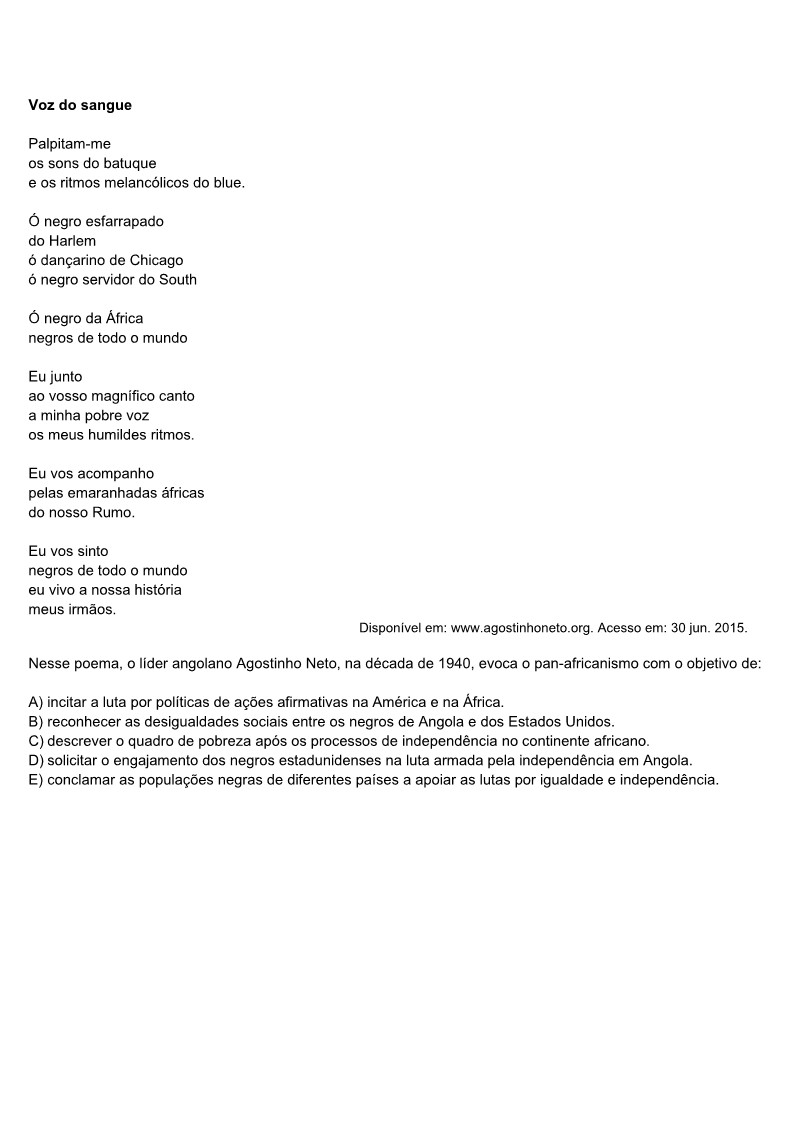 Voz do sangue
Palpitam-me
os sons do batuque
e os ritmos melancólicos do blue.
Ó negro esfarrapado
do Harlem
ó dançarino de Chicago
ó negro servidor do South
Ó negro da África
negros de todo o mundo
Eu junto
ao vosso magnífico canto
a minha pobre voz
os meus humildes ritmos.
Eu vos acompanho
pelas emaranhadas áfricas
do nosso Rumo.
Eu vos sinto
negros de todo o mundo
eu vivo a nossa história
meus irmãos.
Disponível em: www.agostinhoneto.org. Acesso em: 30 jun. 2015.
Nesse poema, o líder angolano Agostinho Neto, na década de 1940, evoca o pan-africanismo com o objetivo de:
A) incitar a luta por políticas de ações afirmativas na América e na África.
B) reconhecer as desigualdades sociais entre os negros de Angola e dos Estados Unidos.
C) descrever o quadro de pobreza após os processos de independência no continente africano.
D) solicitar o engajamento dos negros estadunidenses na luta armada pela independência em Angola.
E) conclamar as populações negras de diferentes países a apoiar as lutas por igualdade e independência.